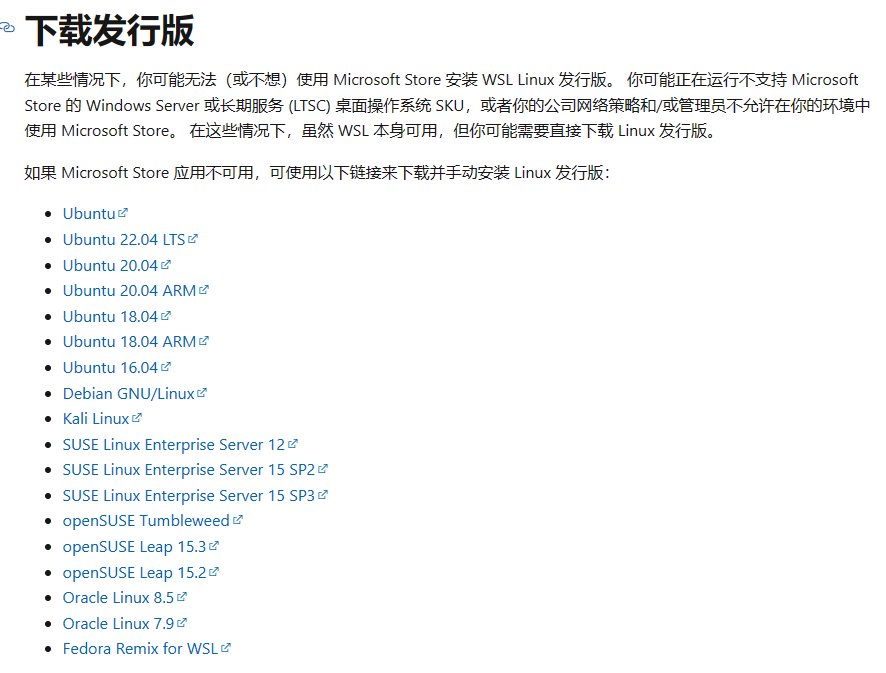 下载发行版
在某些情况下，你可能无法（或不想）使用 Microsoft Store 安装 WSL Linux 发行版。 你可能正在运行不支持 Microsoft
Store 的 Windows Server 或长期服务 (LTSC) 桌面操作系统 SKU，或者你的公司网络策略和/或管理员不允许在你的环境中
使用 Microsoft Store。 在这些情况下，虽然 WSL 本身可用，但你可能需要直接下载 Linux 发行版。
如果 Microsoft Store 应用不可用，可使用以下链接来下载并手动安装 Linux 发行版：
Ubuntu
Ubuntu 22.04 LTS
Ubuntu 20.04
Ubuntu 20.04 ARM
Ubuntu 18.04
Ubuntu 18.04 ARM
Ubuntu 16.04
Debian GNU/Linux
Kali Linux
SUSE Linux Enterprise Server 12
SUSE Linux Enterprise Server 15 SP2
SUSE Linux Enterprise Server 15 SP3
openSUSE Tumbleweed
openSUSE Leap 15.3
openSUSE Leap 15.2
Oracle Linux 8.5
Oracle Linux 7.9
Fedora Remix for WSL